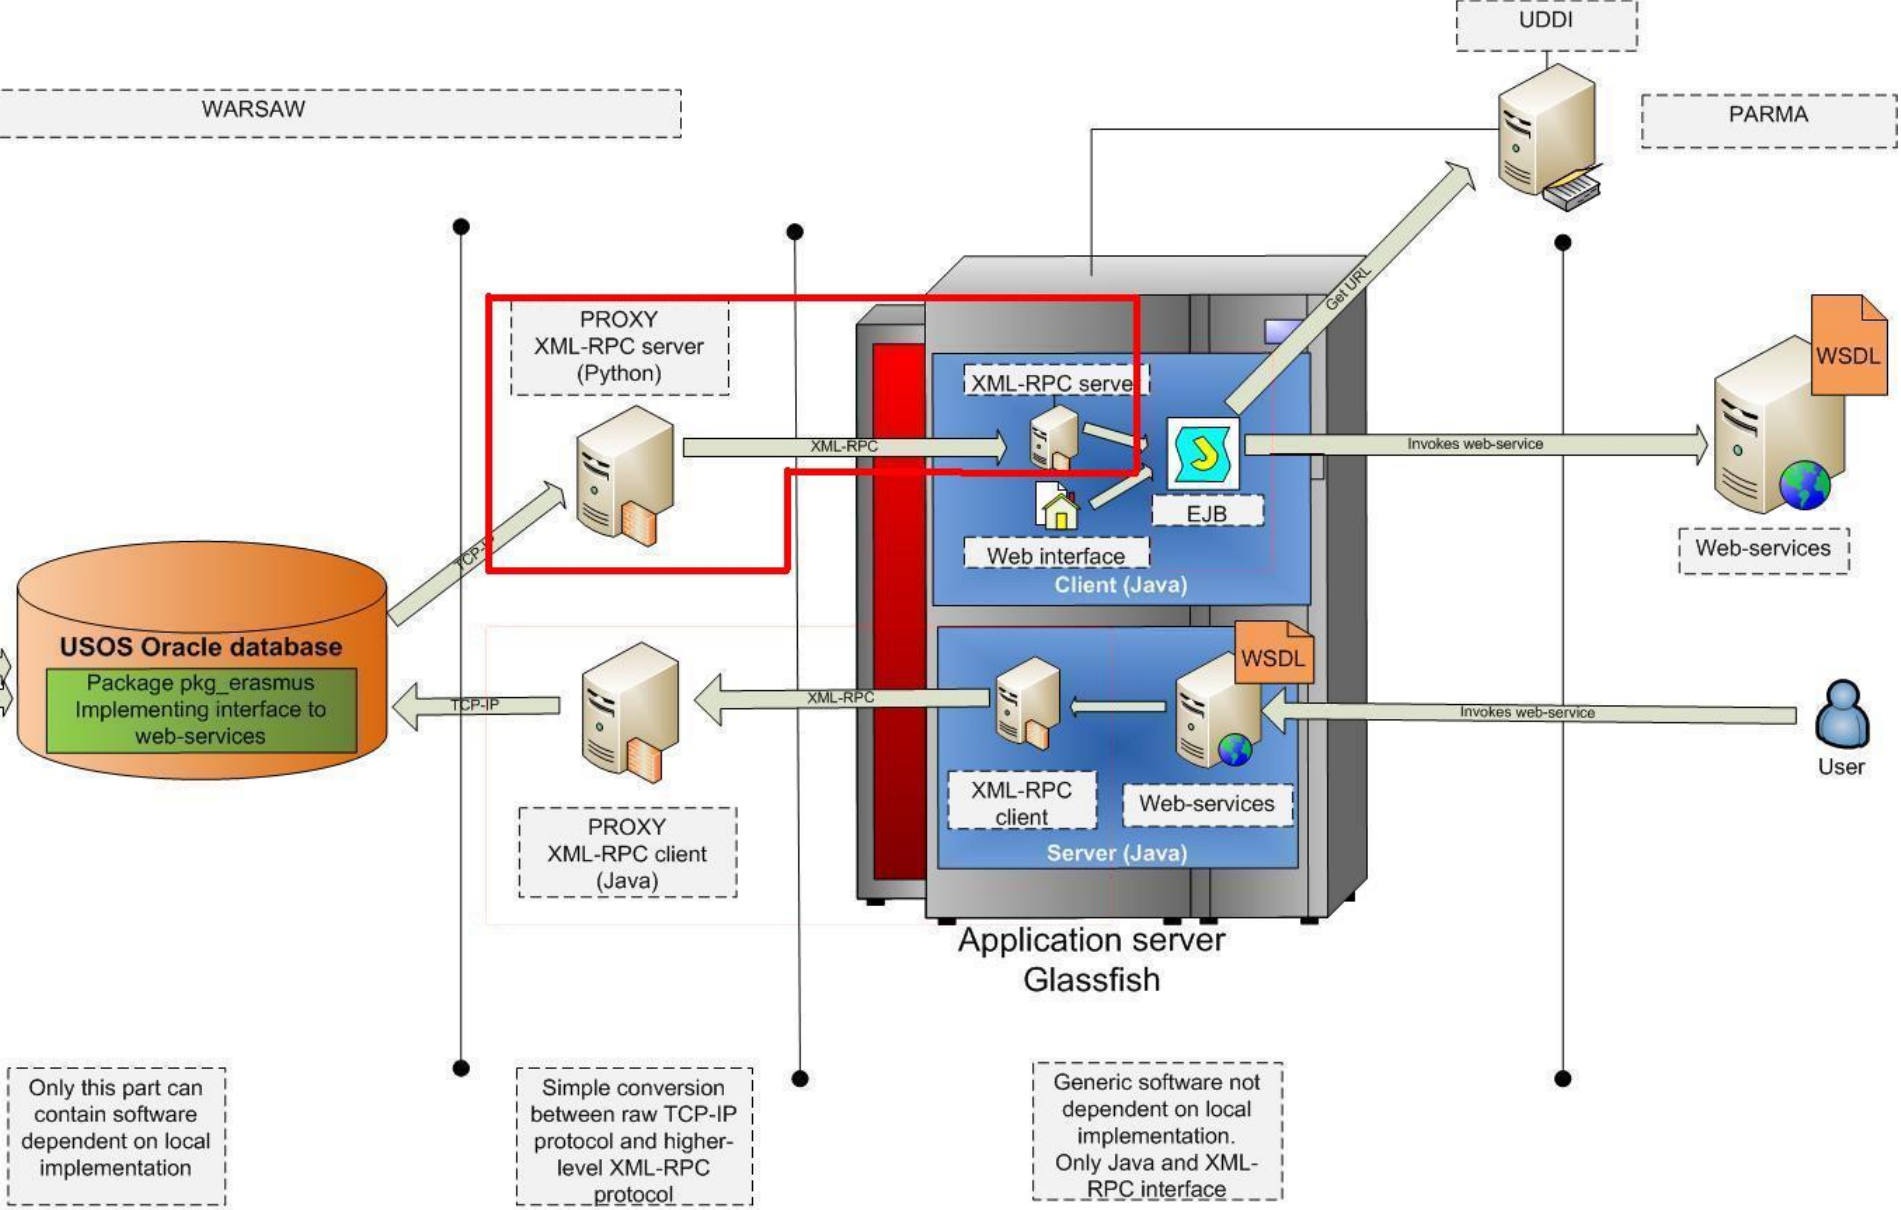 UDDI
WARSAW
PARMA
PROXY
XML-RPC server
(Python)
Get URL
WSDL
XML-RPC server
XML-RPC
Invokes web-service
EJB
TCP-IP
Web interface
Web-services
Client (Java)
USOS Oracle database
Package pkg_erasmus
Implementing interface to
web-services
WSDL
TCP-IP
XML-RPC
Invokes web-service
User
XML-RPC
client
Web-services
PROXY
XML-RPC client
(Java)
Server (Java)
Application server
Glassfish
Only this part can
contain software
dependent on local
implementation
Simple conversion
between raw TCP-IP
protocol and higher-
level XML-RPC
protocol
Generic software not
dependent on local
implementation.
Only Java and XML-
RPC interface